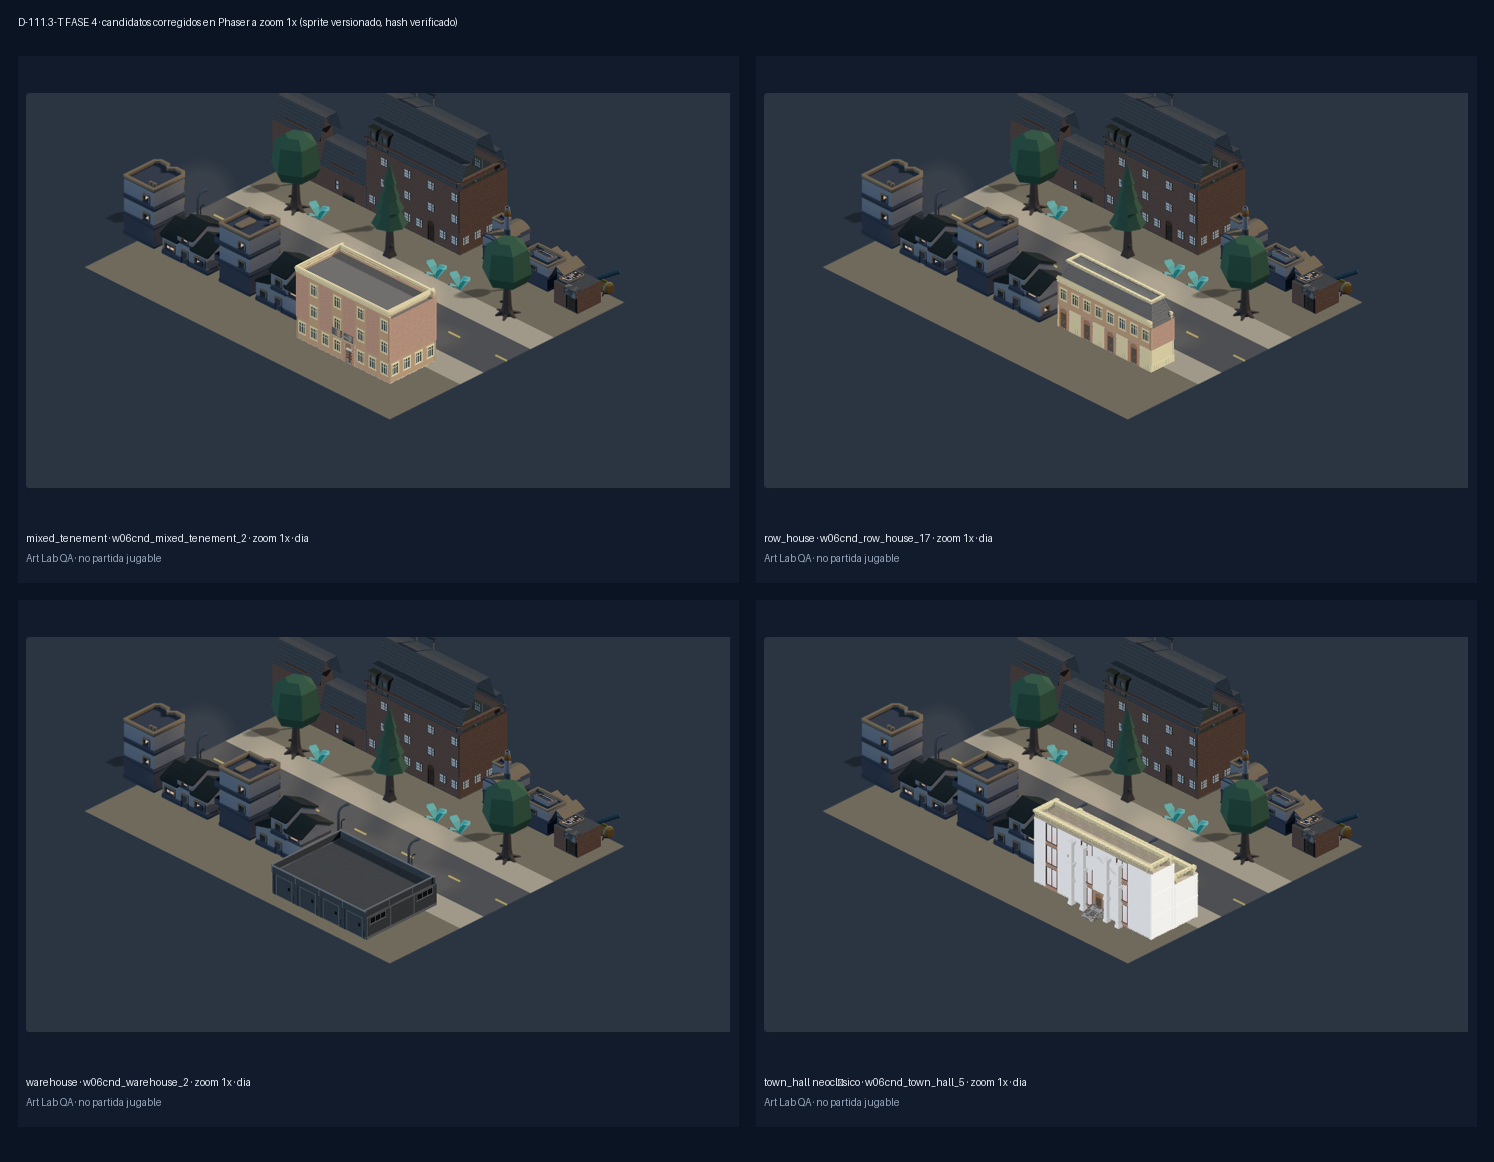 D-111.3-T FASE 4 · candidatos corregidos en Phaser a zoom 1x (sprite versionado, hash verificado)
mixed_tenement · w06cnd_mixed_tenement_2 · zoom 1x · dia
Art Lab QA · no partida jugable
row_house · w06cnd_row_house_17 · zoom 1x · dia
Art Lab QA · no partida jugable
warehouse · w06cnd_warehouse_2 · zoom 1x · dia
Art Lab QA · no partida jugable
town_hall neocl▯▯sico · w06cnd_town_hall_5 · zoom 1x · dia
Art Lab QA · no partida jugable